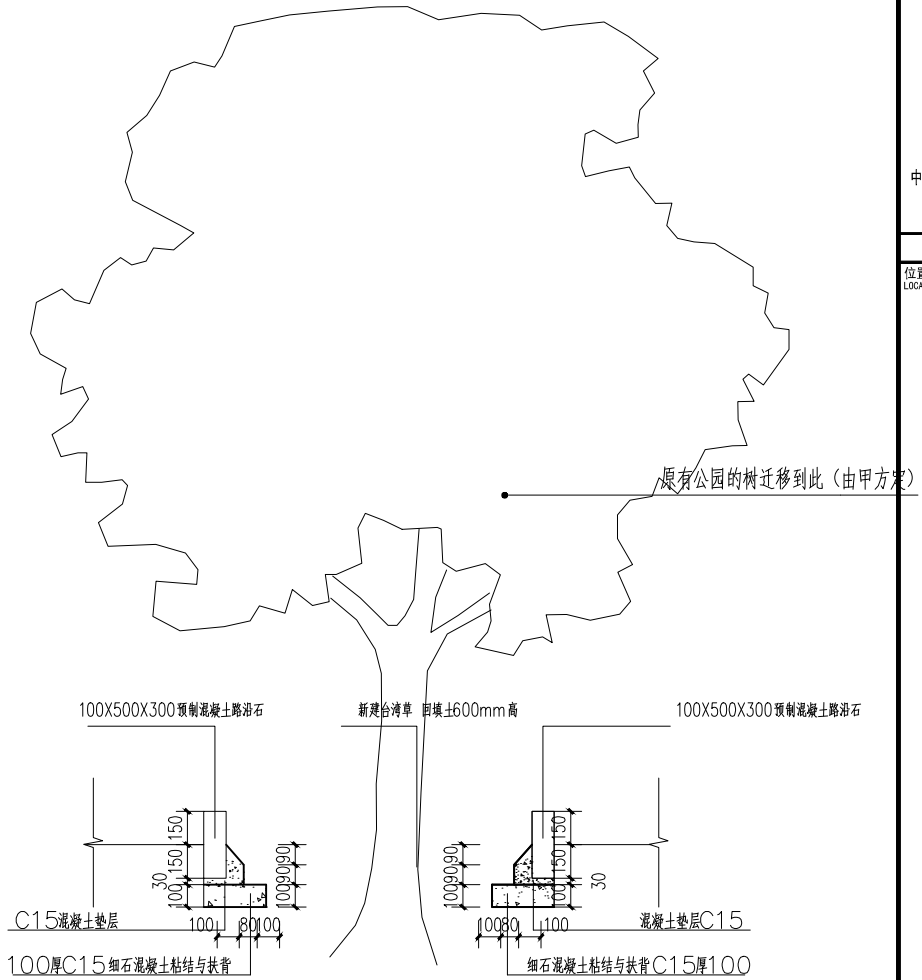 中
位置
LOCA
原有公园的树迁移到此（由甲方定）
100X500X300预制混凝土路沿石
新建台湾草 回填土600mm高
100X500X300预制混凝土路沿石
150
150
30
100
90
90
100
90
90
100
150
150
30
100
C15混凝土垫层
100 80 100
100 80 100
混凝土垫层C15
100厚C15细石混凝土粘结与扶背
细石混凝土粘结与扶背C15厚100